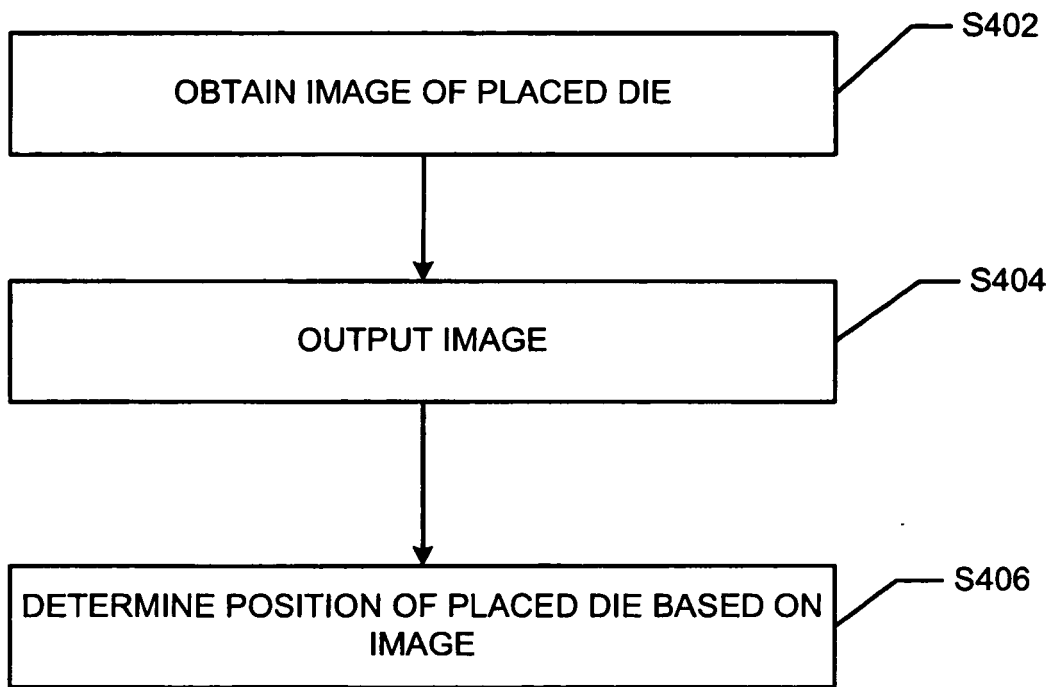 S402
OBTAIN IMAGE OF PLACED DIE
S404
OUTPUT IMAGE
S406
DETERMINE POSITION OF PLACED DIE BASED ON
IMAGE